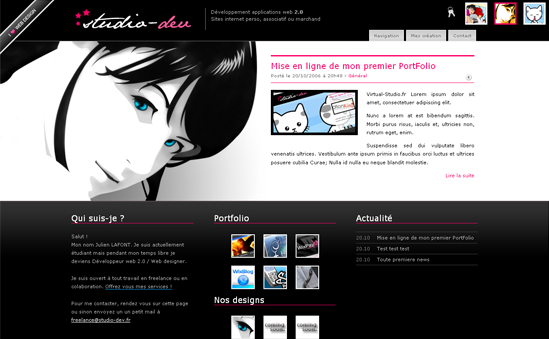 I ♥ WEB DESIGN
studio-dev
Développement applications web 2.0
Sites internet perso, associatif ou marchand
Navigation
Mes création
Contact
Mise en ligne de mon premier PortFolio
Posté le 20/10/2006 à 20h49 - Général
Virtual-Studio.fr Lorem ipsum dolor sit
amet, consectetuer adipiscing elit.
Nunc a lorem at est bibendum sagittis.
Morbi purus risus, iaculis et, ultricies non,
rutrum eget, enim.
Suspendisse sed dui vulputate libero
venenatis ultrices. Vestibulum ante ipsum primis in faucibus orci luctus et ultrices
posuere cubilia Curae; Nulla id nulla eu neque blandit molestie.
Lire la suite
Qui suis-je ?
Salut !
Mon nom Julien LAFONT. Je suis actuellement
étudiant mais pendant mon temps libre je
deviens Développeur web 2.0 / Web designer.
Je suis ouvert à tout travail en freelance ou en
colaboration. Offrez vous mes services !
Pour me contacter, rendez vous sur cette page
ou sinon envoyez un un petit mail à
freelance@studio-dev.fr
Portfolio
WixBlog
Nos designs
Actualité
20.10 Mise en ligne de mon premier PortFolio
20.10 Test test test
20.10 Toute premiere news